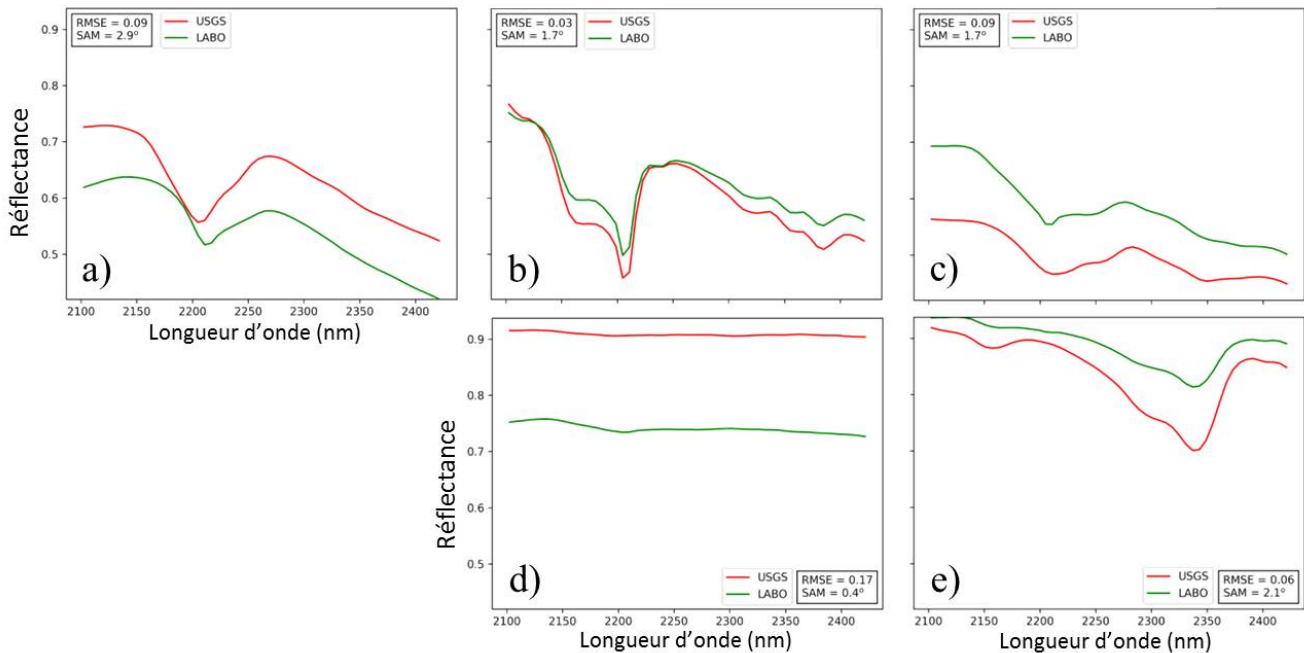 RMSE = 0.09
SAM = 2.9°
USGS
LABO
RMSE = 0.03
SAM = 1.7°
USGS
LABO
RMSE = 0.09
SAM = 1.7°
USGS
LABO
0.9
0.8
0.7
0.6
0.5
Réflectance
a)
b)
c)
2100 2150 2200 2250 2300 2350 2400
Longueur d'onde (nm)
0.9
0.8
0.7
0.6
0.5
Réflectance
d)
USGS
LABO
RMSE = 0.17
SAM = 0.4°
e)
USGS
LABO
RMSE = 0.06
SAM = 2.1°
2100 2150 2200 2250 2300 2350 2400
2100 2150 2200 2250 2300 2350 2400
Longueur d'onde (nm)
Longueur d'onde (nm)